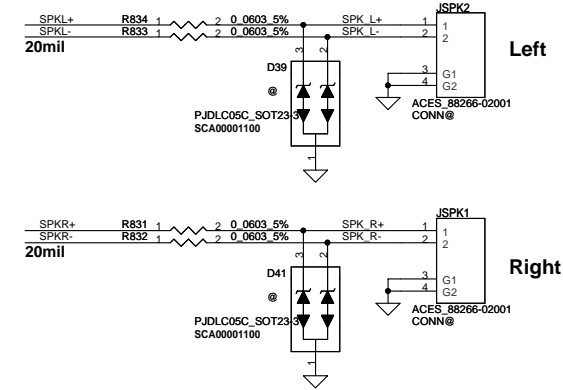 SPKL+ R834 1 2 0_0603_5% SPK_L+ 1 1 JSPK2
SPKL- R833 1 2 0_0603_5% SPK_L- 2 2
20mil
Left
3 2
D39
@
PJDLC05C_SOT23-3
SCA00001100
1
3 G1
4 G2
ACES_88266-02001
CONN@
SPKR+ R831 1 2 0_0603_5% SPK_R+ 1 1 JSPK1
SPKR- R832 1 2 0_0603_5% SPK_R- 2 2
20mil
Right
3 2
D41
@
PJDLC05C_SOT23-3
SCA00001100
1
3 G1
4 G2
ACES_88266-02001
CONN@